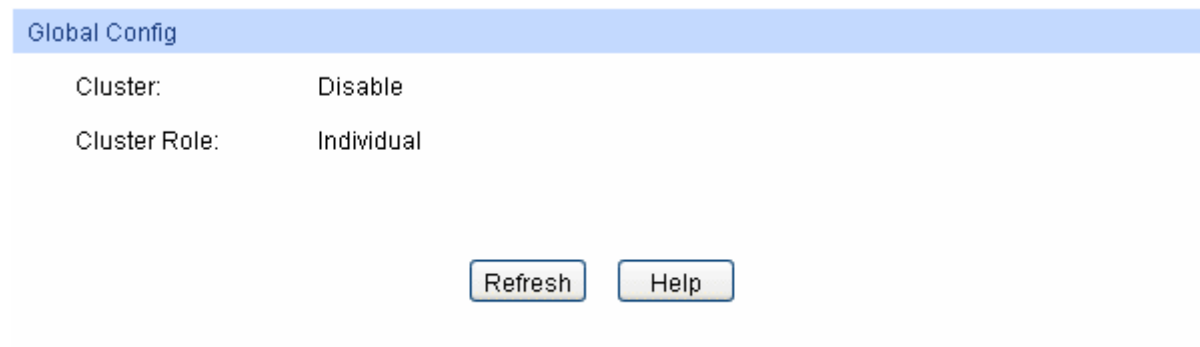 Global Config
Cluster: Disable
Cluster Role: Individual
Refresh Help